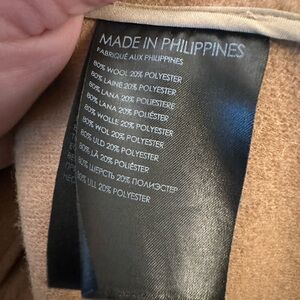 MADE IN PHILIPPINES
FABRIQUÉ AUX PHILIPPINES
80% WOOL 20% POLYESTER
80% LAINE 20% POLYESTER
80% LANA 20% POLIESTERE
80% LANA 20% POLIÉSTER
80% WOLLE 20% POLYESTER
80% WOL 20% POLYESTER
80% ULD 20% POLYESTER
80% LÃ 20% POLIÉSTER
80% ШЕРСТЬ 20% ПОЛИЭСТЕР
80% ULL 20% POLYESTER